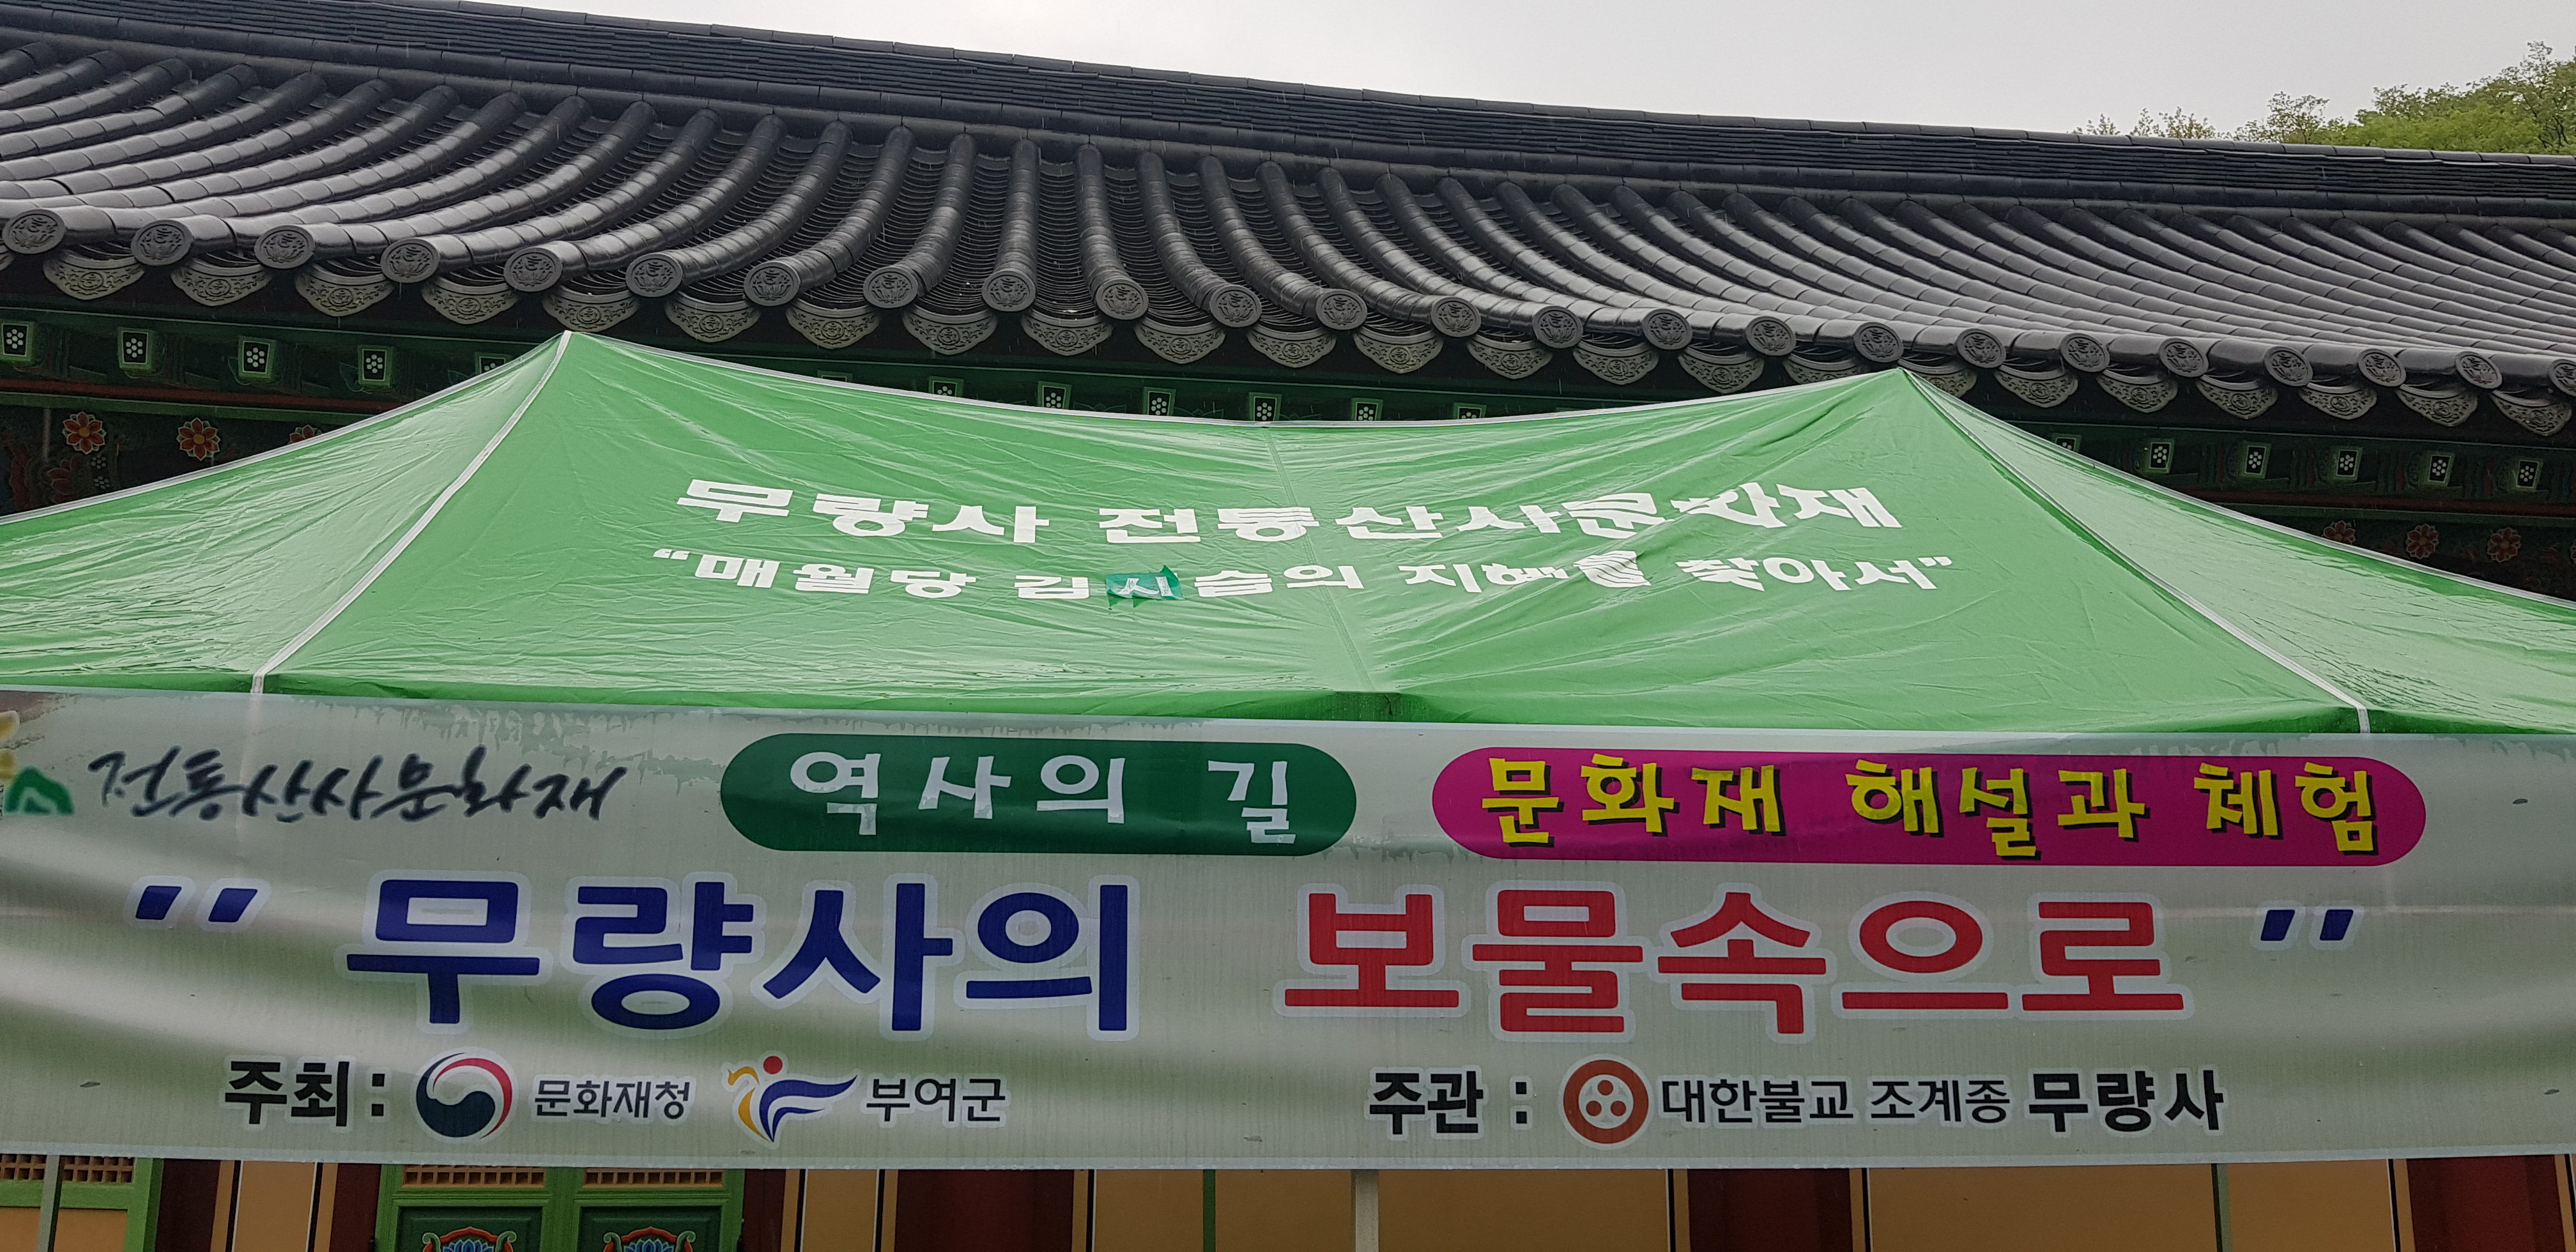 무량사 전통산사문화재
“매월당 김시습의 지혜를 찾아서”
전통산사문화재 역사의 길 문화재 해설과 체험
" 무량사의 보물속으로 "
주최 : 문화재청 부여군 주관 : 대한불교 조계종 무량사